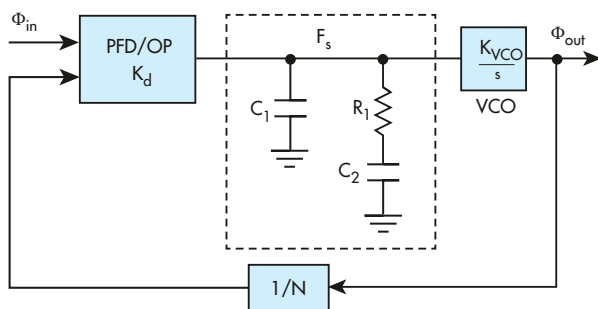 Φin
PFD/OP
Kd
Fs
C1
R1
C2
KVCO
s
VCO
Φout
1/N